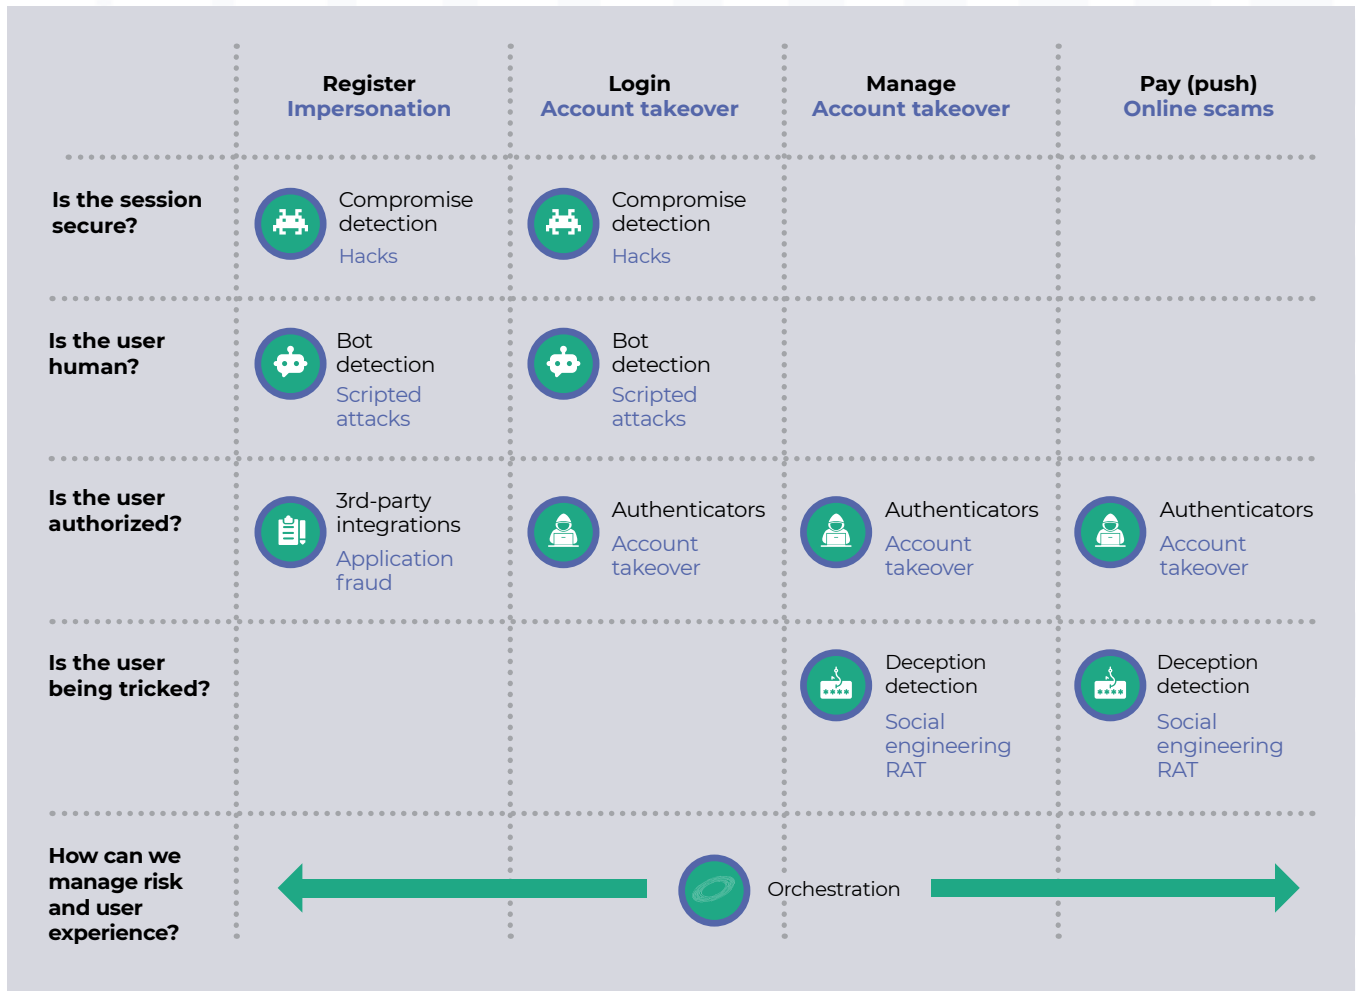 Register
Impersonation
Login
Account takeover
Manage
Account takeover
Pay (push)
Online scams
Is the session
secure?
Compromise
detection
Hacks
Compromise
detection
Hacks
Is the user
human?
Bot
detection
Scripted
attacks
Bot
detection
Scripted
attacks
Is the user
authorized?
3rd-party
integrations
Application
fraud
Authenticators
Account
takeover
Authenticators
Account
takeover
Authenticators
Account
takeover
Is the user
being tricked?
Deception
detection
Social
engineering
RAT
Deception
detection
Social
engineering
RAT
How can we
manage risk
and user
experience?
Orchestration